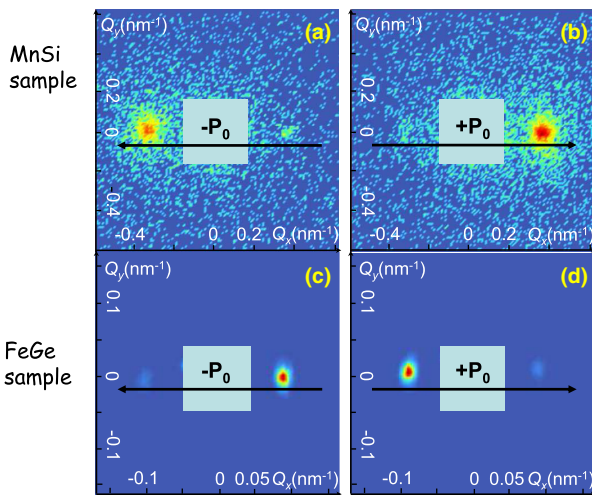 MnSi
sample
Qy(nm-1)
(a)
0.2
0
-0.4
-P0
-0.4
0
0.2
Qx(nm-1)
Qy(nm-1)
(b)
0.2
0
-0.4
+P0
-0.4
0
0.2
Qx(nm-1)
FeGe
sample
Qy(nm-1)
(c)
0.1
0
-0.1
-P0
-0.1
0
0.05
Qx(nm-1)
Qy(nm-1)
(d)
0.1
0
-0.1
+P0
-0.1
0
0.05
Qx(nm-1)